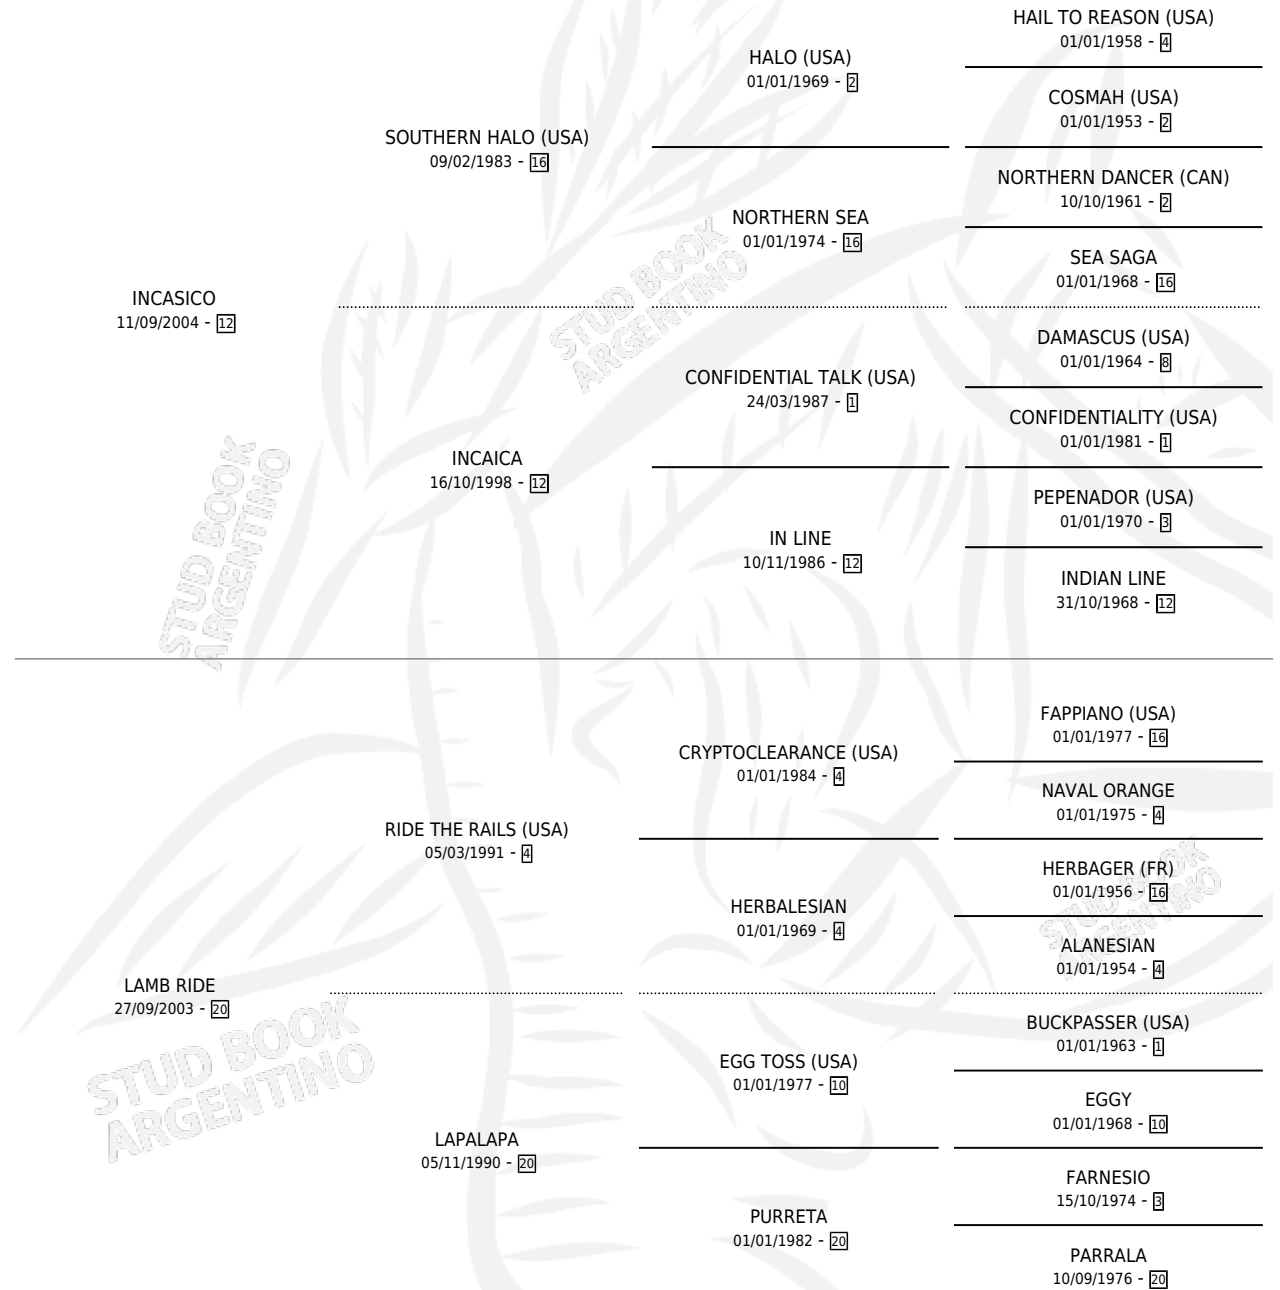 HAIL TO REASON (USA)
01/01/1958 - 4
HALO (USA)
01/01/1969 - 2
COSMAH (USA)
01/01/1953 - 2
SOUTHERN HALO (USA)
09/02/1983 - 16
NORTHERN DANCER (CAN)
10/10/1961 - 2
NORTHERN SEA
01/01/1974 - 16
SEA SAGA
01/01/1968 - 16
INCASICO
11/09/2004 - 12
STUD BOOK
ARGENTINO
DAMASCUS (USA)
01/01/1964 - 8
CONFIDENTIAL TALK (USA)
24/03/1987 - 1
CONFIDENTIALITY (USA)
01/01/1981 - 1
INCAICA
16/10/1998 - 12
PEPENADOR (USA)
01/01/1970 - 3
IN LINE
10/11/1986 - 12
INDIAN LINE
31/10/1968 - 12
STUD BOOK
ARGENTINO
FAPPIANO (USA)
01/01/1977 - 16
CRYPTOCLEARANCE (USA)
01/01/1984 - 4
NAVAL ORANGE
01/01/1975 - 4
RIDE THE RAILS (USA)
05/03/1991 - 4
HERBAGER (FR)
01/01/1956 - 16
HERBALESIAN
01/01/1969 - 4
STUD BOOK
ARGENTINO
ALANESIAN
01/01/1954 - 4
LAMB RIDE
27/09/2003 - 20
STUD BOOK
ARGENTINO
BUCKPASSER (USA)
01/01/1963 - 1
EGG TOSS (USA)
01/01/1977 - 10
EGGY
01/01/1968 - 10
LAPALAPA
05/11/1990 - 20
FARNESIO
15/10/1974 - 3
PURRETA
01/01/1982 - 20
PARRALA
10/09/1976 - 20